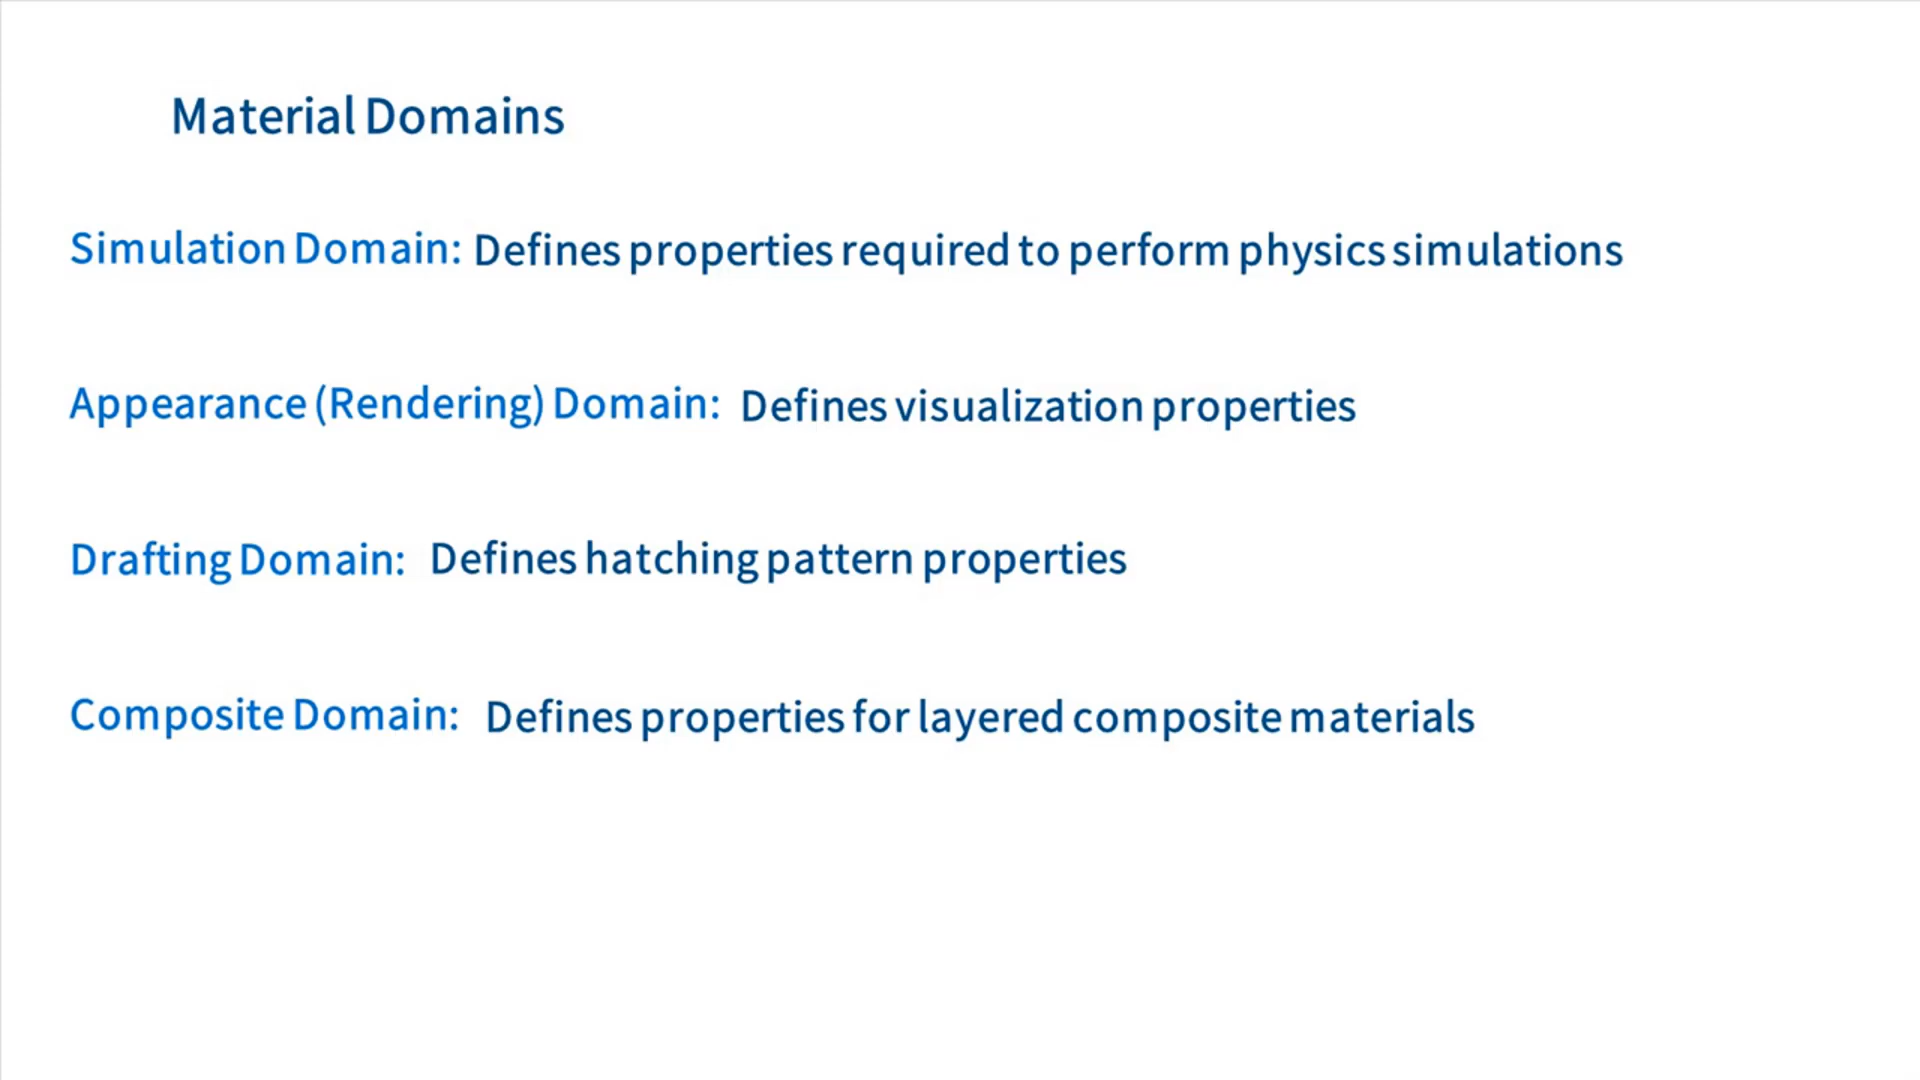 Material Domains
Simulation Domain: Defines properties required to perform physics simulations
Appearance (Rendering) Domain: Defines visualization properties
Drafting Domain: Defines hatching pattern properties
Composite Domain: Defines properties for layered composite materials